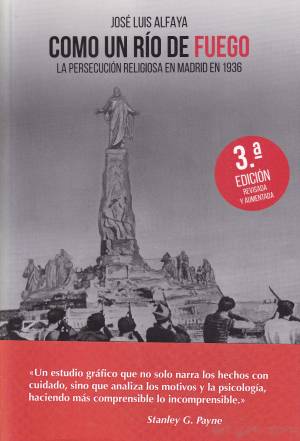 JOSÉ LUIS ALFAYA
COMO UN RÍO DE FUEGO
LA PERSECUCIÓN RELIGIOSA EN MADRID EN 1936
3.ª
EDICIÓN
REVISADA
Y AUMENTADA
«Un estudio gráfico que no solo narra los hechos con
cuidado, sino que analiza los motivos y la psicología,
haciendo más comprensible lo incomprensible.»
Stanley G. Payne